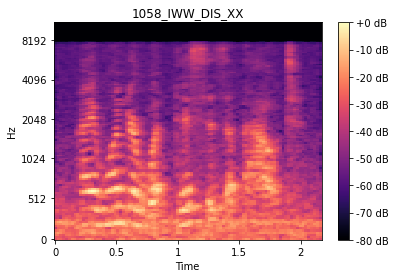 1058_IWW_DIS_XX
+0 dB
8192
-10 dB
4096
-20 dB
-30 dB
2048
Hz
-40 dB
1024
-50 dB
512
-60 dB
-70 dB
0
-80 dB
0
0.5
1
1.5
2
Time